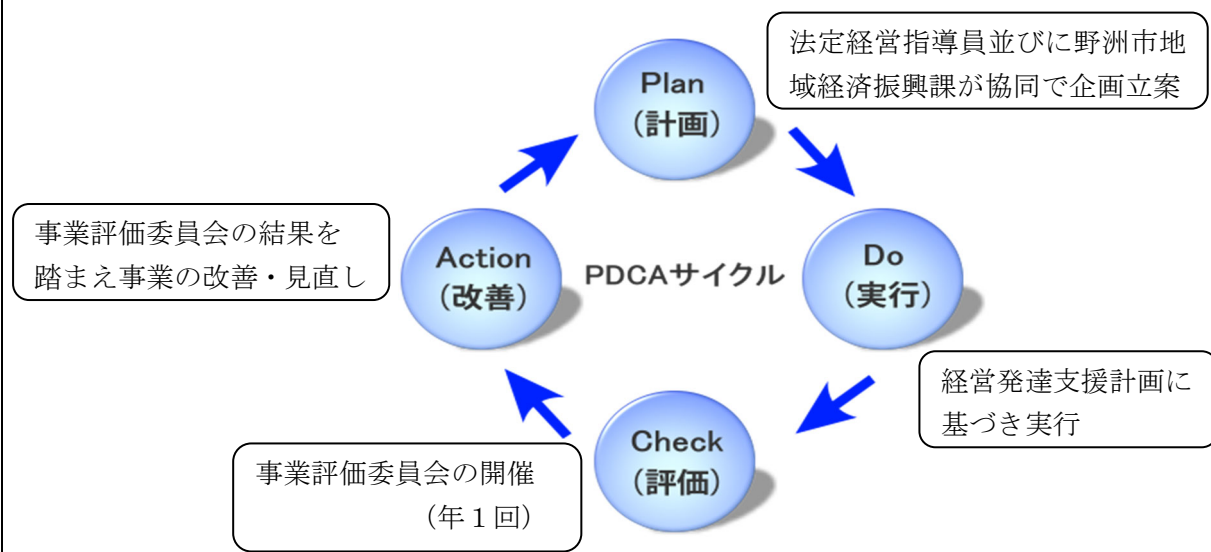 法定経営指導員並びに野洲市地
域経済振興課が協同で企画立案
Plan
（計画）
事業評価委員会の結果を
踏まえ事業の改善・見直し
Action
（改善）
PDCAサイクル
Do
（実行）
経営発達支援計画に
基づき実行
Check
（評価）
事業評価委員会の開催
（年１回）